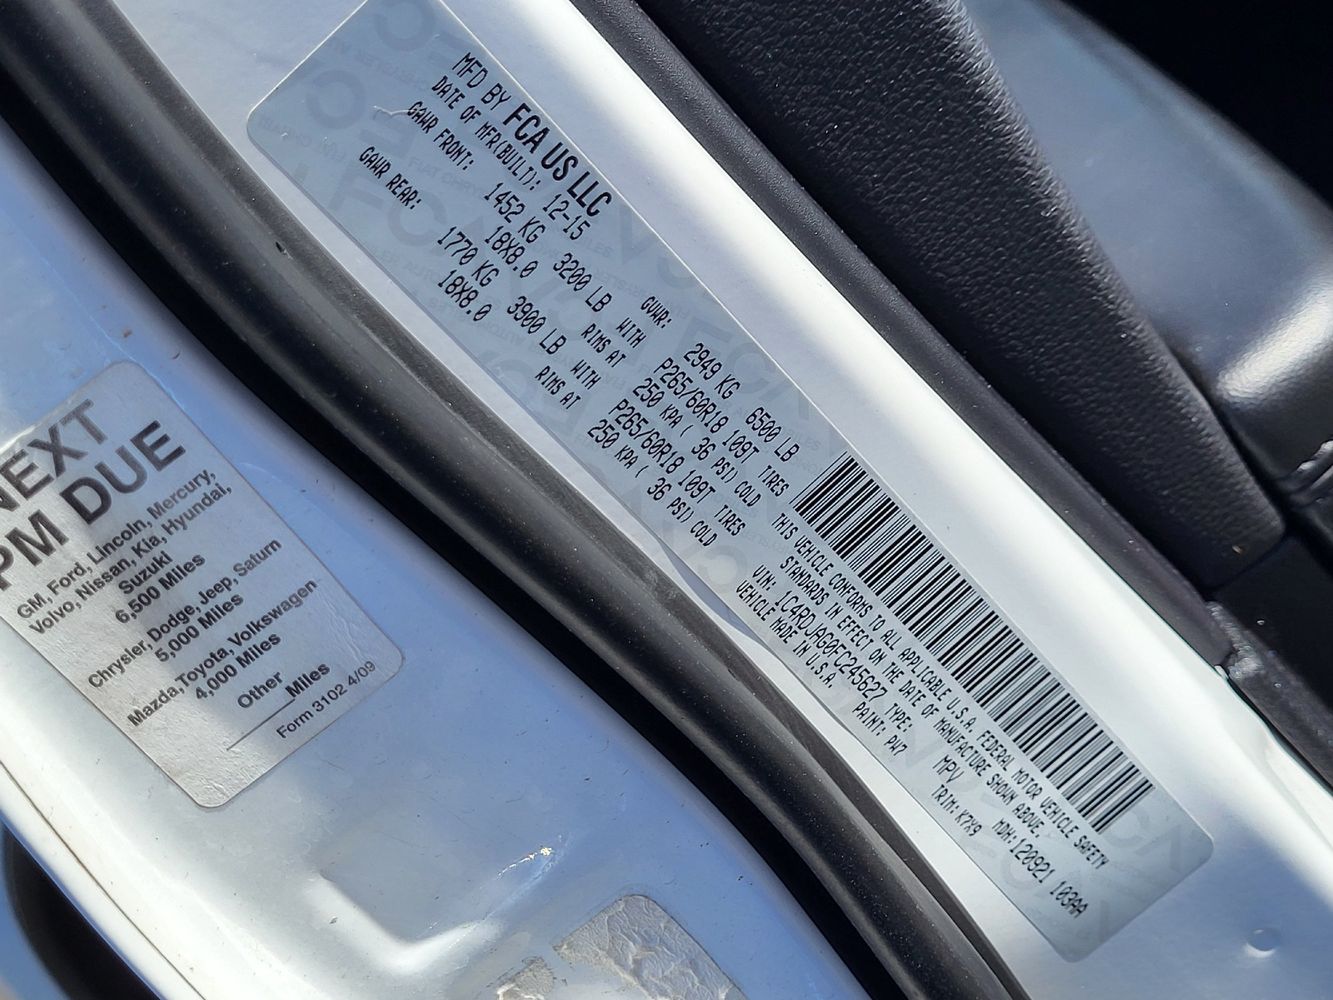 MFD BY FCA US LLC
DATE OF MFR(BUILT): 12-15 GVWR: 2949 KG 6500 LB
GAWR FRONT: 1452 KG 3200 LB WITH P265/60R18 109T TIRES
18X8.0 RIMS AT 250 KPA ( 36 PSI) COLD
GAWR REAR: 1770 KG 3900 LB WITH P265/60R18 109T TIRES
18X8.0 RIMS AT 250 KPA ( 36 PSI) COLD
THIS VEHICLE CONFORMS TO ALL APPLICABLE U.S.A. FEDERAL MOTOR VEHICLE SAFETY
STANDARDS IN EFFECT ON THE DATE OF MANUFACTURE SHOWN ABOVE.
VIN: 1C4RDJAG0FC245627 TYPE: MPV MDH: 120921 103AA
VEHICLE MADE IN U.S.A. PAINT: PW7 TRIM: K7X9
NEXT
PM DUE
GM, Ford, Lincoln, Mercury,
Volvo, Nissan, Kia, Hyundai,
Suzuki
6,500 Miles
Chrysler, Dodge, Jeep, Saturn
5,000 Miles
Mazda, Toyota, Volkswagen
4,000 Miles
Other
Miles
Form 3102 4/09